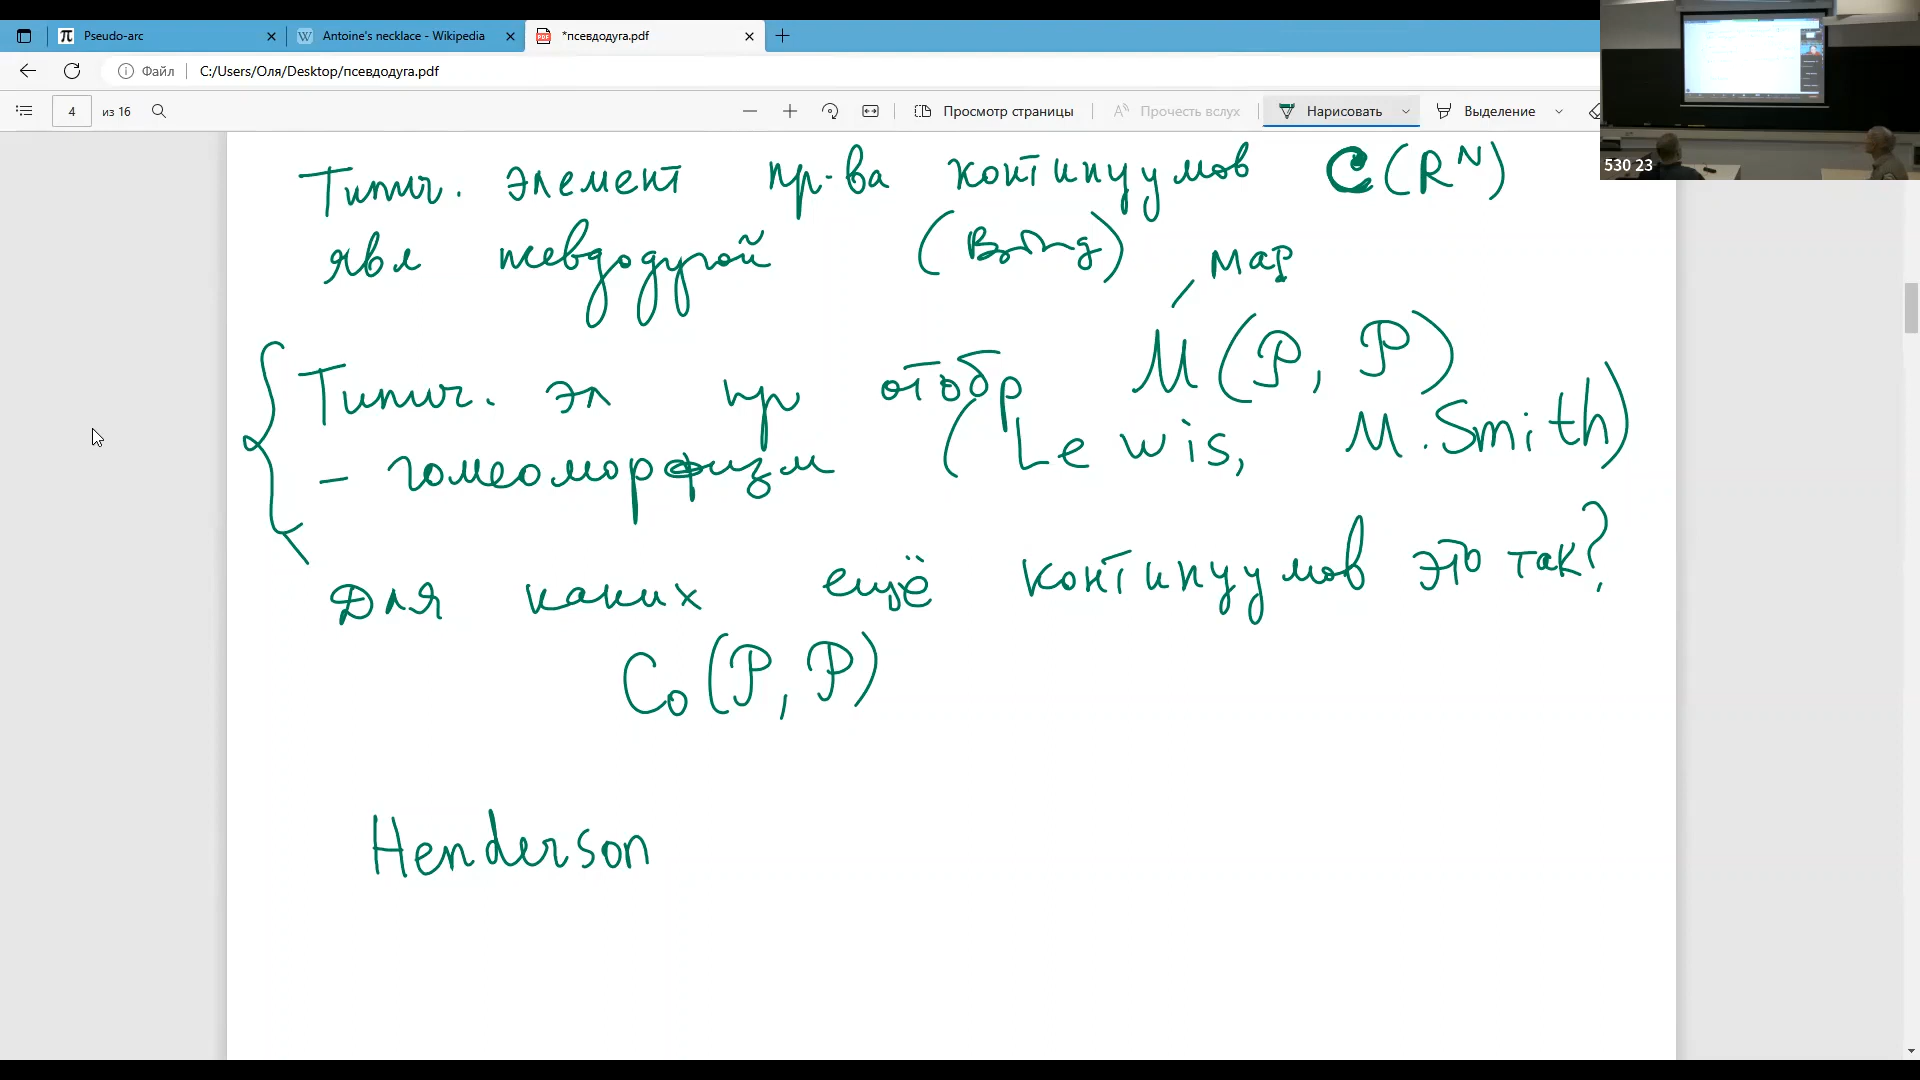 Pseudo-arc
Antoine's necklace - Wikipedia
*псевдодуга.pdf
Файл
C:/Users/Оля/Desktop/псевдодуга.pdf
4 из 16
Просмотр страницы
Прочесть вслух
Нарисовать
Выделение
530 23
Типич. элемент пр-ва континуумов C(R^N)
явл псевдодугой (Bing)
map
Типич. эл пр отобр M(P, P)
- гомеоморфизм (Lewis, M. Smith)
Для каких ещё континуумов это так?
C₀(P, P)
Henderson